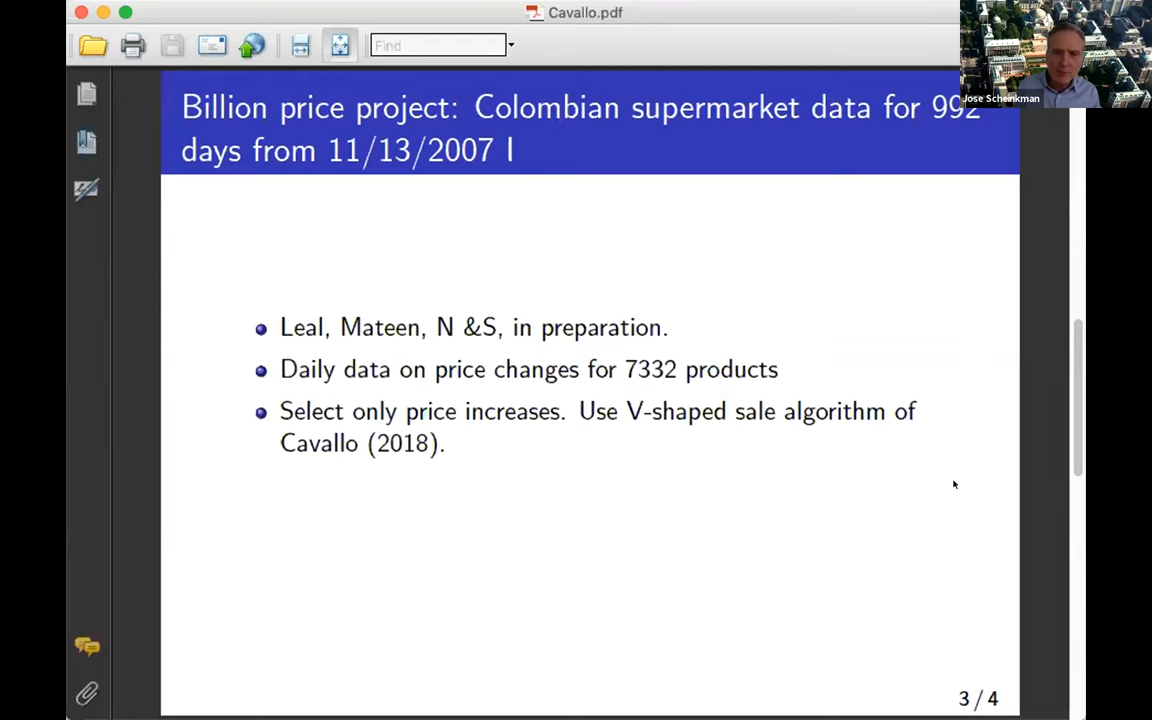 Cavallo.pdf
Find
Jose Scheinkman
Billion price project: Colombian supermarket data for 992
days from 11/13/2007 I
Leal, Mateen, N &S, in preparation.
Daily data on price changes for 7332 products
Select only price increases. Use V-shaped sale algorithm of
Cavallo (2018).
3 / 4